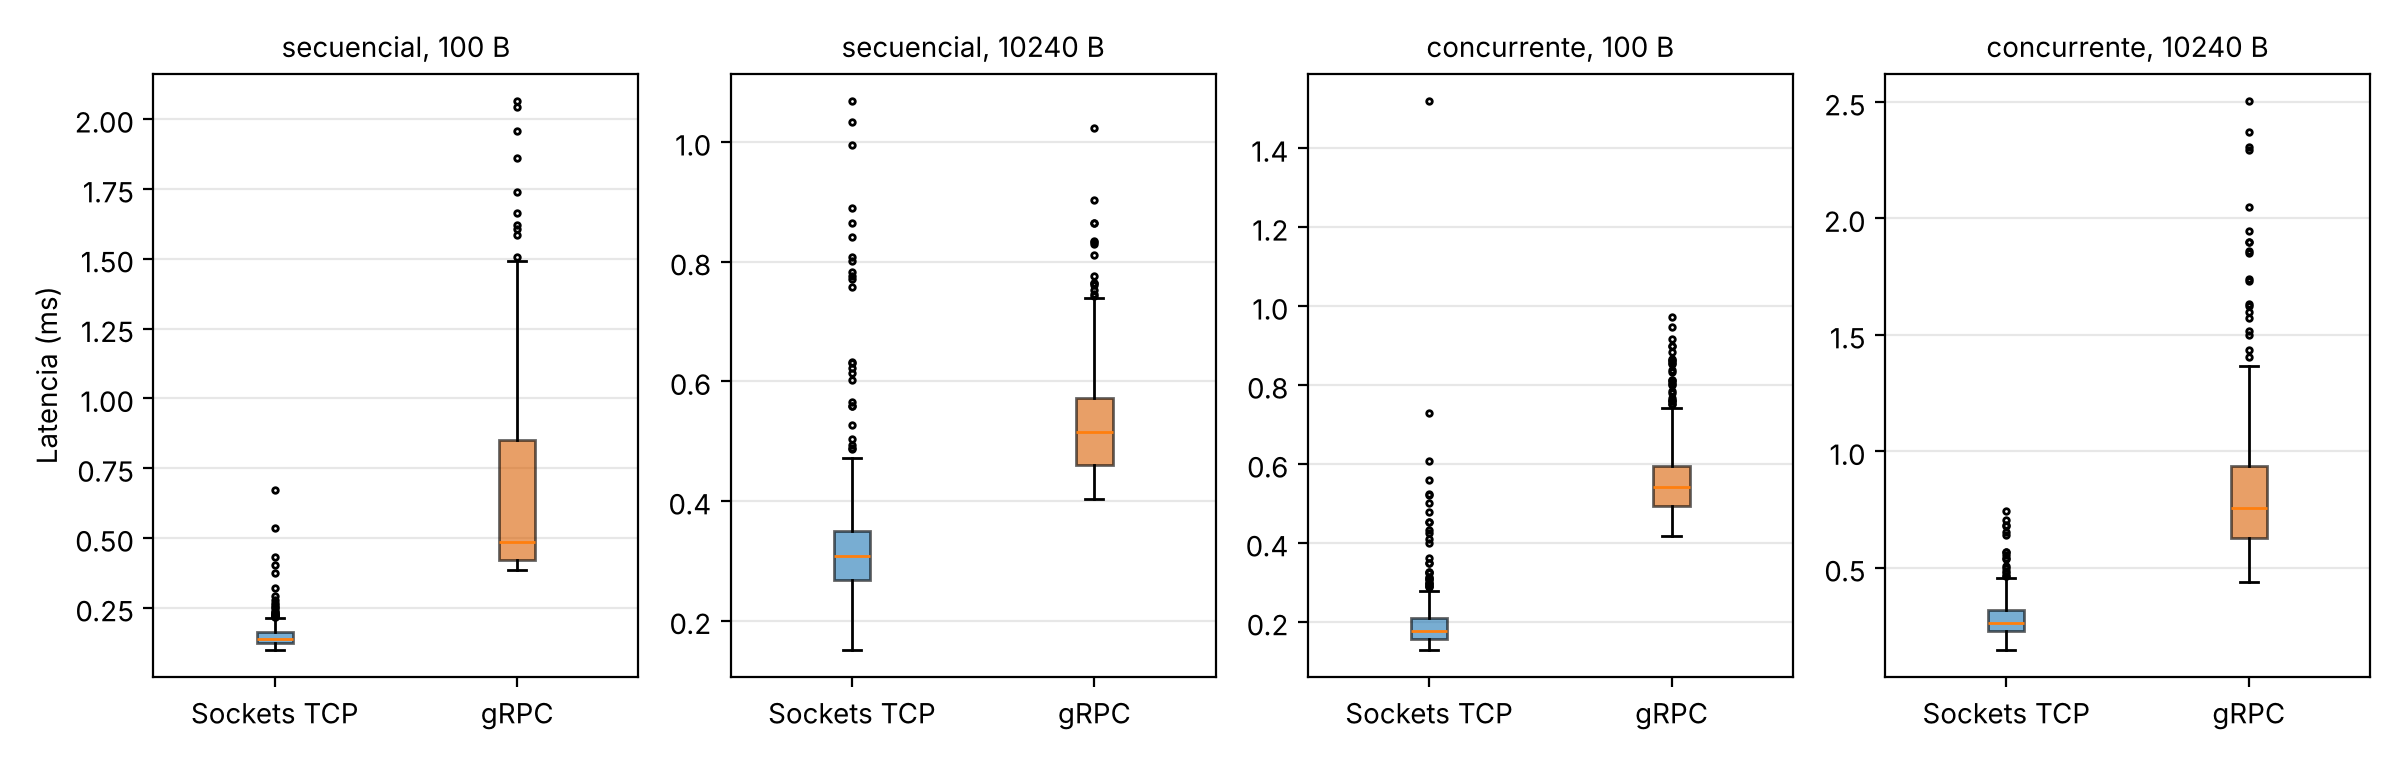 secuencial, 100 B
secuencial, 10240 B
concurrente, 100 B
concurrente, 10240 B
Latencia (ms)
2.00
1.75
1.50
1.25
1.00
0.75
0.50
0.25
Sockets TCP
gRPC
1.0
0.8
0.6
0.4
0.2
Sockets TCP
gRPC
1.4
1.2
1.0
0.8
0.6
0.4
0.2
Sockets TCP
gRPC
2.5
2.0
1.5
1.0
0.5
Sockets TCP
gRPC